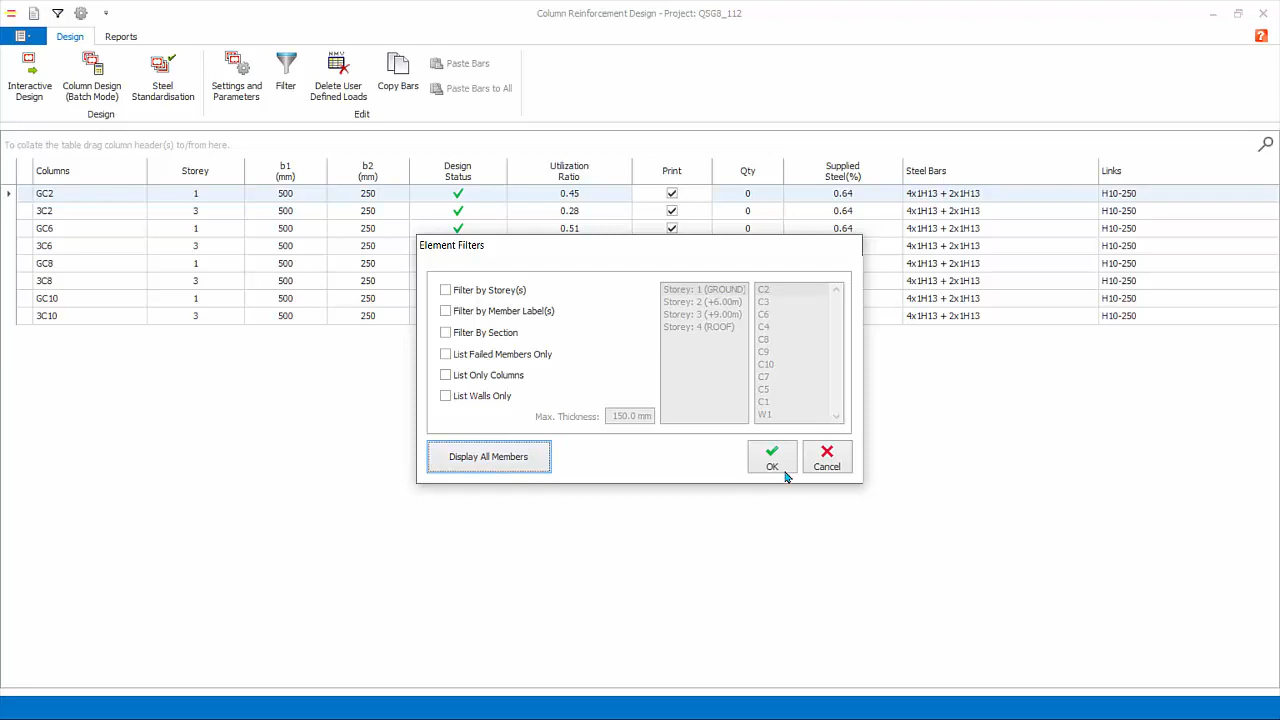 Column Reinforcement Design - Project: QSG8_112
Design
Reports
Interactive Design
Column Design (Batch Mode)
Steel Standardisation
Settings and Parameters
Filter
Delete User Defined Loads
Copy Bars
Paste Bars
Paste Bars to All
Design
Edit
To collate the table drag column header(s) to/from here.
Columns Storey b1 (mm) b2 (mm) Design Status Utilization Ratio Print Qty Supplied Steel(%) Steel Bars Links
GC2 1 500 250 0.45 0 0.64 4x1H13 + 2x1H13 H10-250
3C2 3 500 250 0.28 0 0.64 4x1H13 + 2x1H13 H10-250
GC6 1 500 250 0.51 0 0.64 4x1H13 + 2x1H13 H10-250
3C6 3 500 250 4x1H13 + 2x1H13 H10-250
GC8 1 500 250 4x1H13 + 2x1H13 H10-250
3C8 3 500 250 4x1H13 + 2x1H13 H10-250
GC10 1 500 250 4x1H13 + 2x1H13 H10-250
3C10 3 500 250 4x1H13 + 2x1H13 H10-250
Element Filters
Filter by Storey(s)
Filter by Member Label(s)
Filter By Section
List Failed Members Only
List Only Columns
List Walls Only
Max. Thickness: 150.0 mm
Storey: 1 (GROUND)
Storey: 2 (+6.00m)
Storey: 3 (+9.00m)
Storey: 4 (ROOF)
C2
C3
C6
C4
C8
C9
C10
C7
C5
C1
W1
Display All Members
OK
Cancel